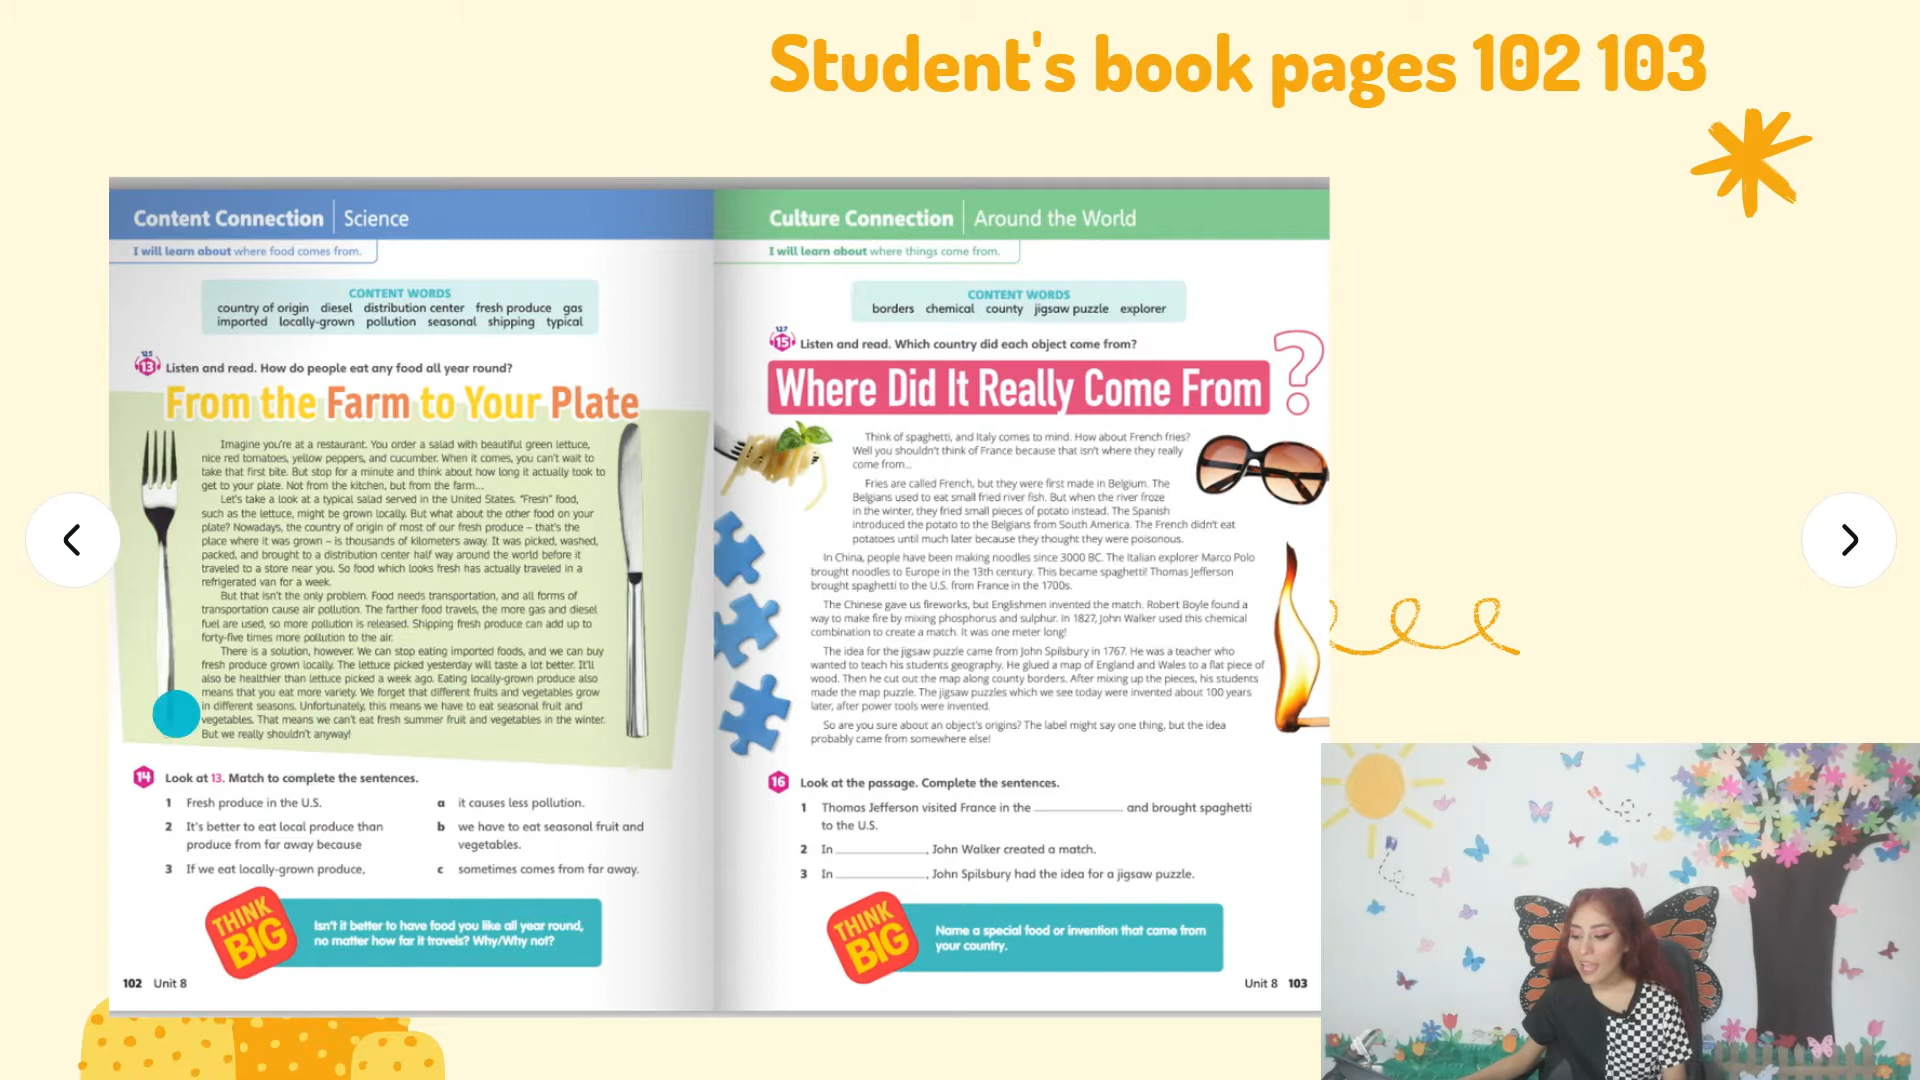 Student's book pages 102 103
Content Connection | Science
I will learn about where food comes from.
CONTENT WORDS
country of origin diesel distribution center fresh produce gas
imported locally-grown pollution seasonal shipping typical
125
13 Listen and read. How do people eat any food all year round?
From the Farm to Your Plate
Imagine you're at a restaurant. You order a salad with beautiful green lettuce,
nice red tomatoes, yellow peppers, and cucumber. When it comes, you can't wait to
take that first bite. But stop for a minute and think about how long it actually took to
get to your plate. Not from the kitchen, but from the farm...
Let's take a look at a typical salad served in the United States. "Fresh" food,
such as the lettuce, might be grown locally. But what about the other food on your
plate? Nowadays, the country of origin of most of our fresh produce – that's the
place where it was grown – is thousands of kilometers away. It was picked, washed,
packed, and brought to a distribution center half way around the world before it
traveled to a store near you. So food which looks fresh has actually traveled in a
refrigerated van for a week.
But that isn't the only problem. Food needs transportation, and all forms of
transportation cause air pollution. The farther food travels, the more gas and diesel
fuel are used, so more pollution is released. Shipping fresh produce can add up to
forty-five times more pollution to the air.
There is a solution, however. We can stop eating imported foods, and we can buy
fresh produce grown locally. The lettuce picked yesterday will taste a lot better. It'll
also be healthier than lettuce picked a week ago. Eating locally-grown produce also
means that you eat more variety. We forget that different fruits and vegetables grow
in different seasons. Unfortunately, this means we have to eat seasonal fruit and
vegetables. That means we can't eat fresh summer fruit and vegetables in the winter.
But we really shouldn't anyway!
14 Look at 13. Match to complete the sentences.
1 Fresh produce in the U.S.
a it causes less pollution.
2 It's better to eat local produce than
produce from far away because
b we have to eat seasonal fruit and
vegetables.
3 If we eat locally-grown produce,
c sometimes comes from far away.
THINK
BIG
Isn't it better to have food you like all year round,
no matter how far it travels? Why/Why not?
102 Unit 8
Culture Connection | Around the World
I will learn about where things come from.
CONTENT WORDS
borders chemical county jigsaw puzzle explorer
127
15 Listen and read. Which country did each object come from?
Where Did It Really Come From
?
Think of spaghetti, and Italy comes to mind. How about French fries?
Well you shouldn't think of France because that isn't where they really
come from...
Fries are called French, but they were first made in Belgium. The
Belgians used to eat small fried river fish. But when the river froze
in the winter, they fried small pieces of potato instead. The Spanish
introduced the potato to the Belgians from South America. The French didn't eat
potatoes until much later because they thought they were poisonous.
In China, people have been making noodles since 3000 BC. The Italian explorer Marco Polo
brought noodles to Europe in the 13th century. This became spaghetti! Thomas Jefferson
brought spaghetti to the U.S. from France in the 1700s.
The Chinese gave us fireworks, but Englishmen invented the match. Robert Boyle found a
way to make fire by mixing phosphorus and sulphur. In 1827, John Walker used this chemical
combination to create a match. It was one meter long!
The idea for the jigsaw puzzle came from John Spilsbury in 1767. He was a teacher who
wanted to teach his students geography. He glued a map of England and Wales to a flat piece of
wood. Then he cut out the map along county borders. After mixing up the pieces, his students
made the map puzzle. The jigsaw puzzles which we see today were invented about 100 years
later, after power tools were invented.
So are you sure about an object's origins? The label might say one thing, but the idea
probably came from somewhere else!
16 Look at the passage. Complete the sentences.
1 Thomas Jefferson visited France in the ____________ and brought spaghetti
to the U.S.
2 In ____________, John Walker created a match.
3 In ____________, John Spilsbury had the idea for a jigsaw puzzle.
THINK
BIG
Name a special food or invention that came from
your country.
Unit 8 103